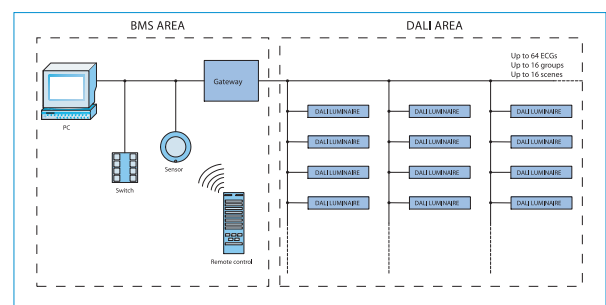 BMS AREA
DALI AREA
Up to 64 ECGs
Up to 16 groups
Up to 16 scenes
Gateway
PC
Switch
Sensor
Remote control
DALI LUMINAIRE DALI LUMINAIRE DALI LUMINAIRE
DALI LUMINAIRE DALI LUMINAIRE DALI LUMINAIRE
DALI LUMINAIRE DALI LUMINAIRE DALI LUMINAIRE
DALI LUMINAIRE DALI LUMINAIRE DALI LUMINAIRE